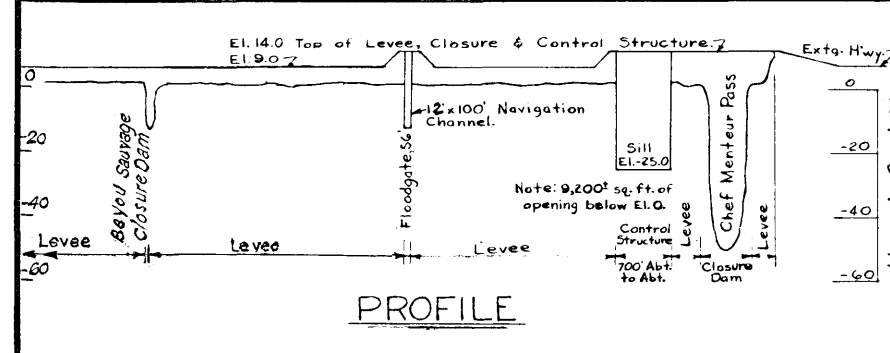 El. 14.0 Top of Levee, Closure & Control Structure.
El. 9.0
Extg. H'wy.
0
-20
-40
-60
Bayou Sauvage
Closure Dam
Floodgate, 56'
12'x100' Navigation
Channel.
Sill
El.-25.0
Note: 9,200± sq. ft. of
opening below El. 0.
Chef Menteur Pass
0
-20
-40
-60
Levee
Levee
Levee
Control
Structure
700' Abt.
to Abt.
Levee
Closure
Dam
Levee
PROFILE